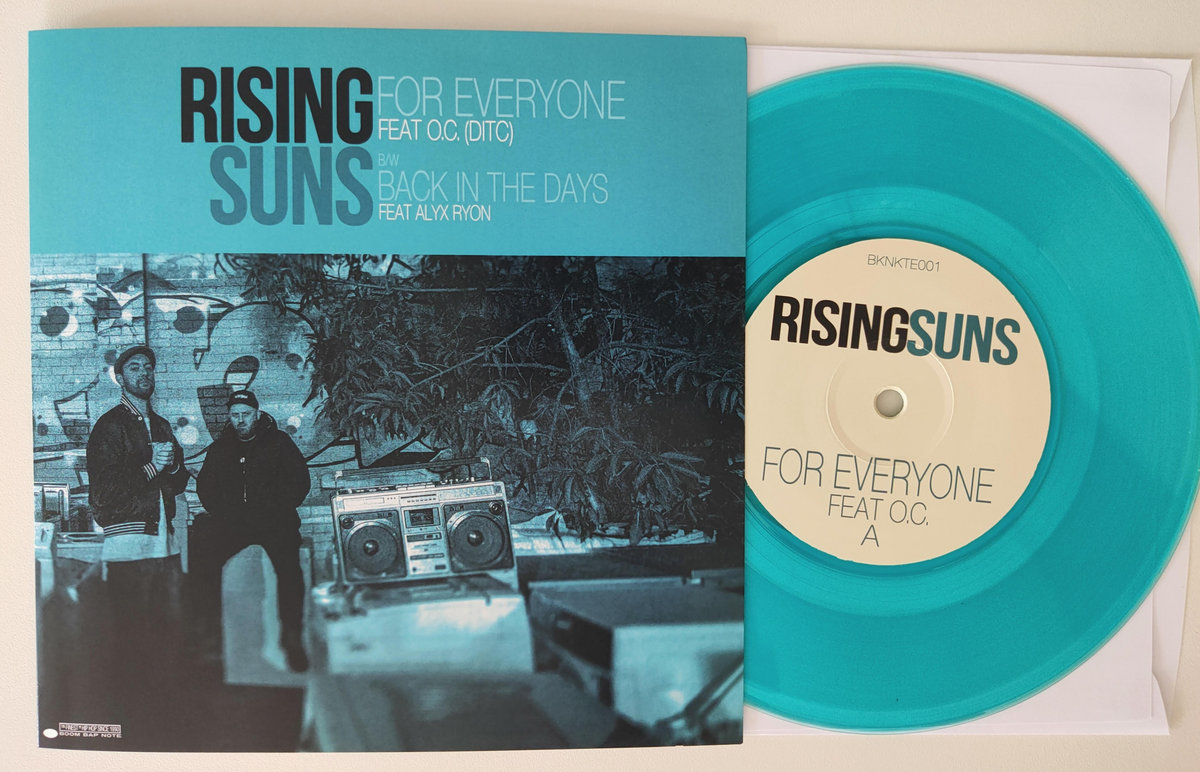 RISING
SUNS
FOR EVERYONE
FEAT O.C. (DITC)
B/W
BACK IN THE DAYS
FEAT ALYX RYON
BOOM BAP NOTE
BKNKTE001
RISINGSUNS
FOR EVERYONE
FEAT O.C.
A